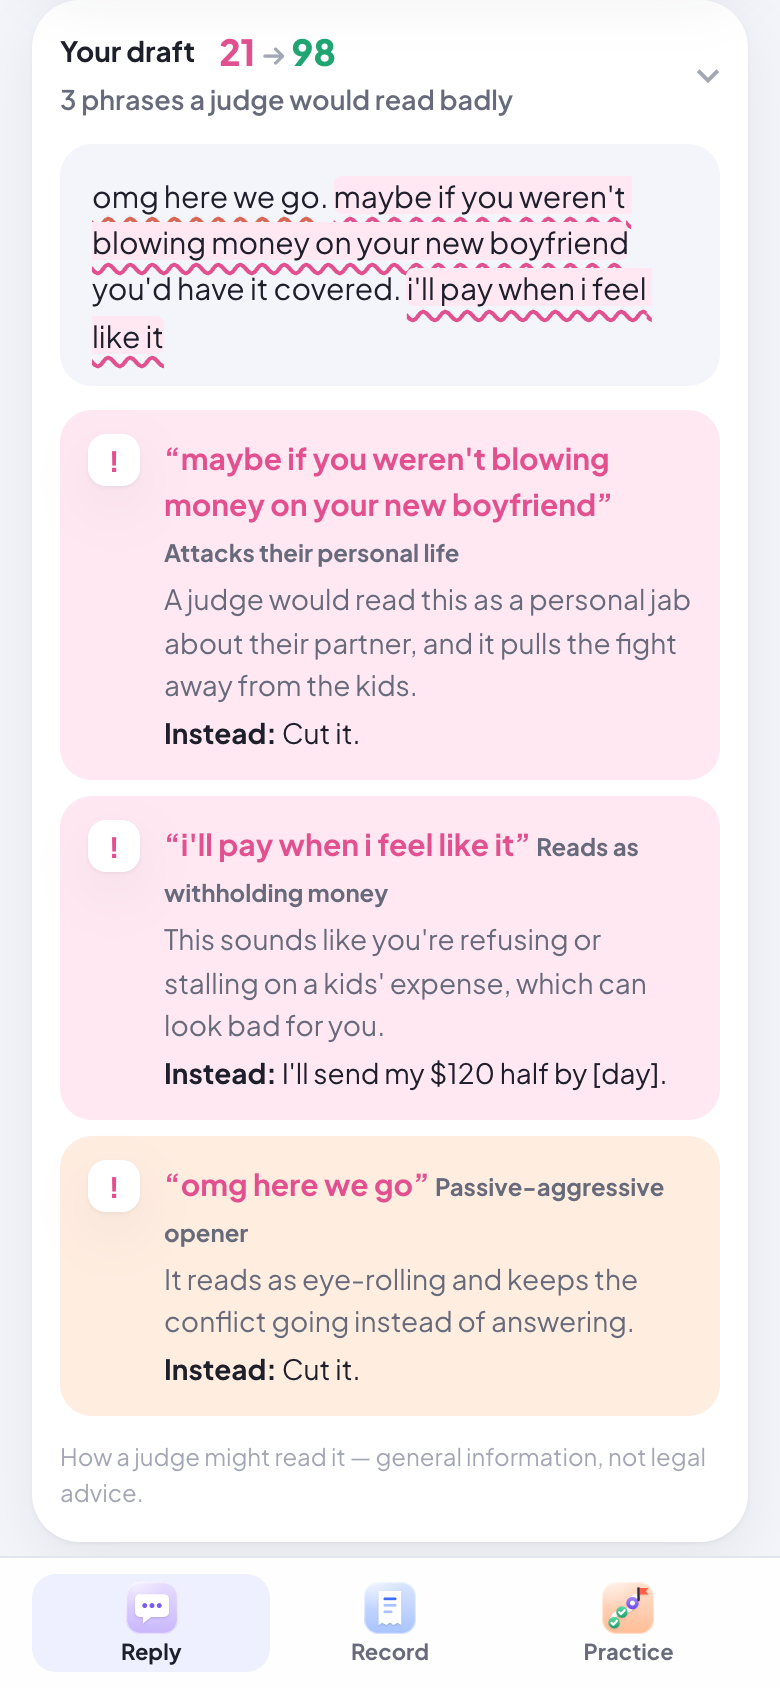 Your draft 21 → 98
3 phrases a judge would read badly
omg here we go. maybe if you weren't
blowing money on your new boyfriend
you'd have it covered. i'll pay when i feel
like it
! “maybe if you weren't blowing
money on your new boyfriend”
Attacks their personal life
A judge would read this as a personal jab
about their partner, and it pulls the fight
away from the kids.
Instead: Cut it.
! “i'll pay when i feel like it” Reads as
withholding money
This sounds like you're refusing or
stalling on a kids' expense, which can
look bad for you.
Instead: I'll send my $120 half by [day].
! “omg here we go” Passive-aggressive
opener
It reads as eye-rolling and keeps the
conflict going instead of answering.
Instead: Cut it.
How a judge might read it — general information, not legal
advice.
Reply Record Practice